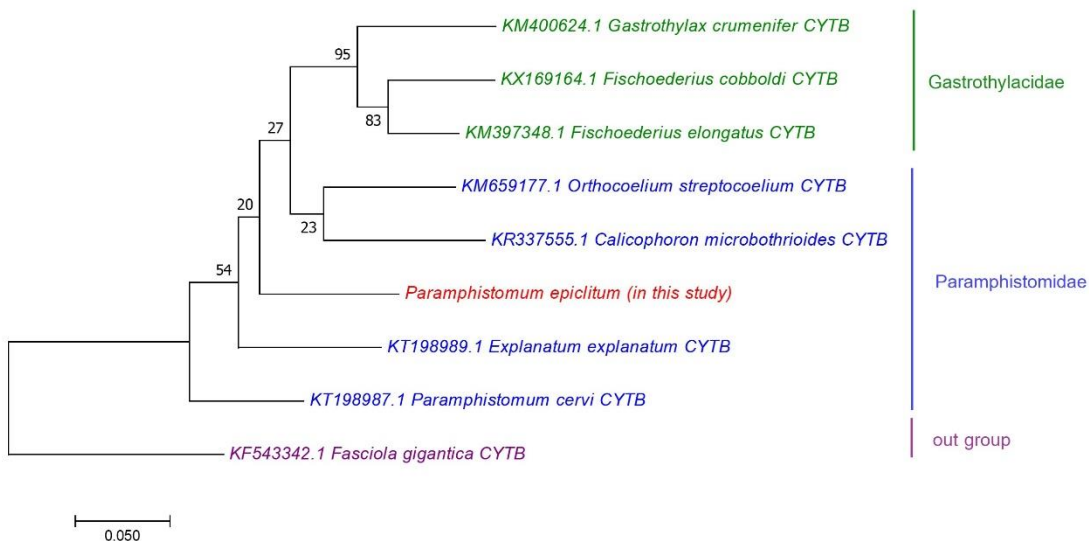 KM400624.1 Gastrothylax crumenifer CYTB
95
KX169164.1 Fischoederius cobboldi CYTB
Gastrothylacidae
83
27
KM397348.1 Fischoederius elongatus CYTB
KM659177.1 Orthocoelium streptocoelium CYTB
20
23
KR337555.1 Calicophoron microbothrioides CYTB
54
Paramphistomum epiclitum (in this study)
Paramphistomidae
KT198989.1 Explanatum explanatum CYTB
KT198987.1 Paramphistomum cervi CYTB
KF543342.1 Fasciola gigantica CYTB
out group
0.050